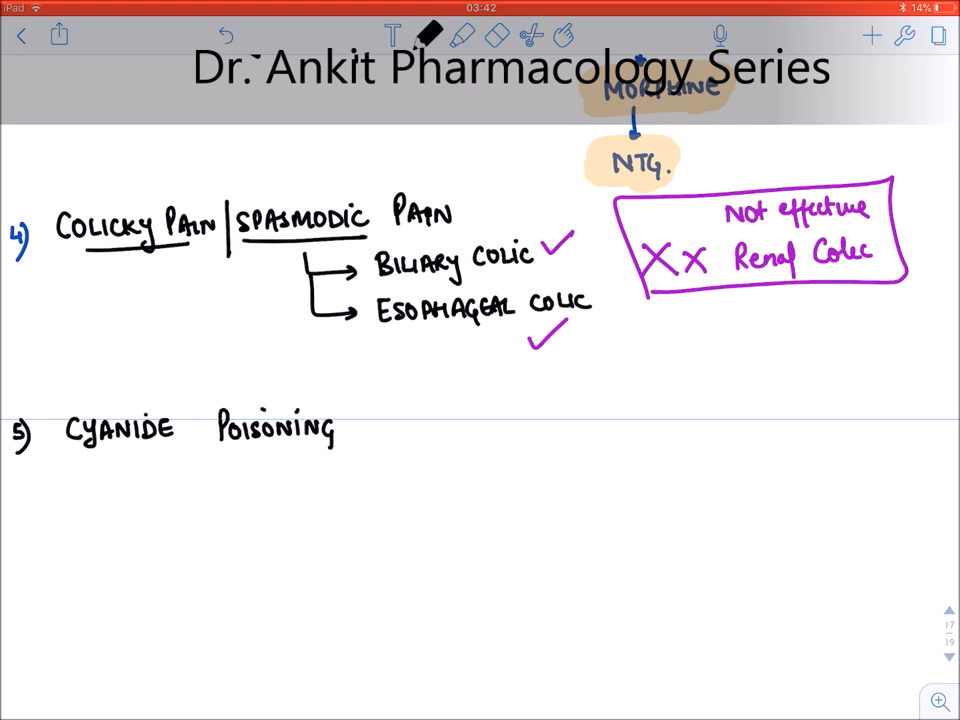 iPad 03:42 14%
T
Dr. Ankit Pharmacology Series
MORPHINE
NTG.
4) COLICKY PAIN | SPASMODIC PAIN
BILIARY COLIC
ESOPHAGEAL COLIC
Not effective
X X Renal Colic
5) CYANIDE POISONING
17
19